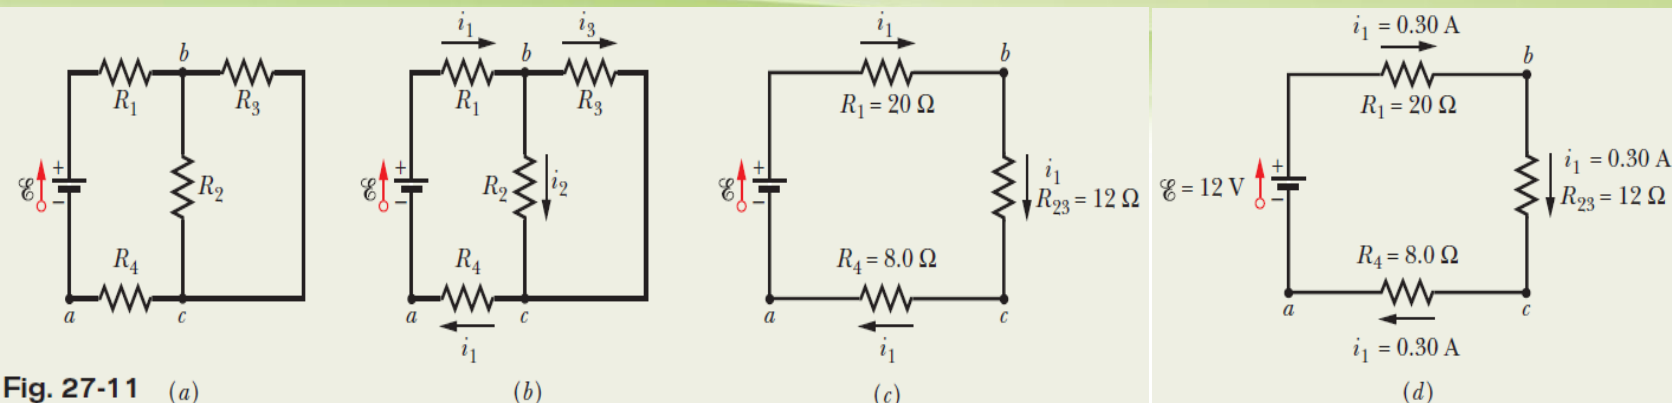 b
R₁
R₃
ℰ
+
−
R₂
R₄
a
c
Fig. 27-11 (a)
i₁
i₃
b
R₁
R₃
ℰ
+
−
R₂
i₂
R₄
a
c
i₁
(b)
i₁
b
R₁ = 20 Ω
ℰ
+
−
i₁
R₂₃ = 12 Ω
R₄ = 8.0 Ω
a
c
i₁
(c)
i₁ = 0.30 A
b
R₁ = 20 Ω
ℰ = 12 V
+
−
i₁ = 0.30 A
R₂₃ = 12 Ω
R₄ = 8.0 Ω
a
c
i₁ = 0.30 A
(d)